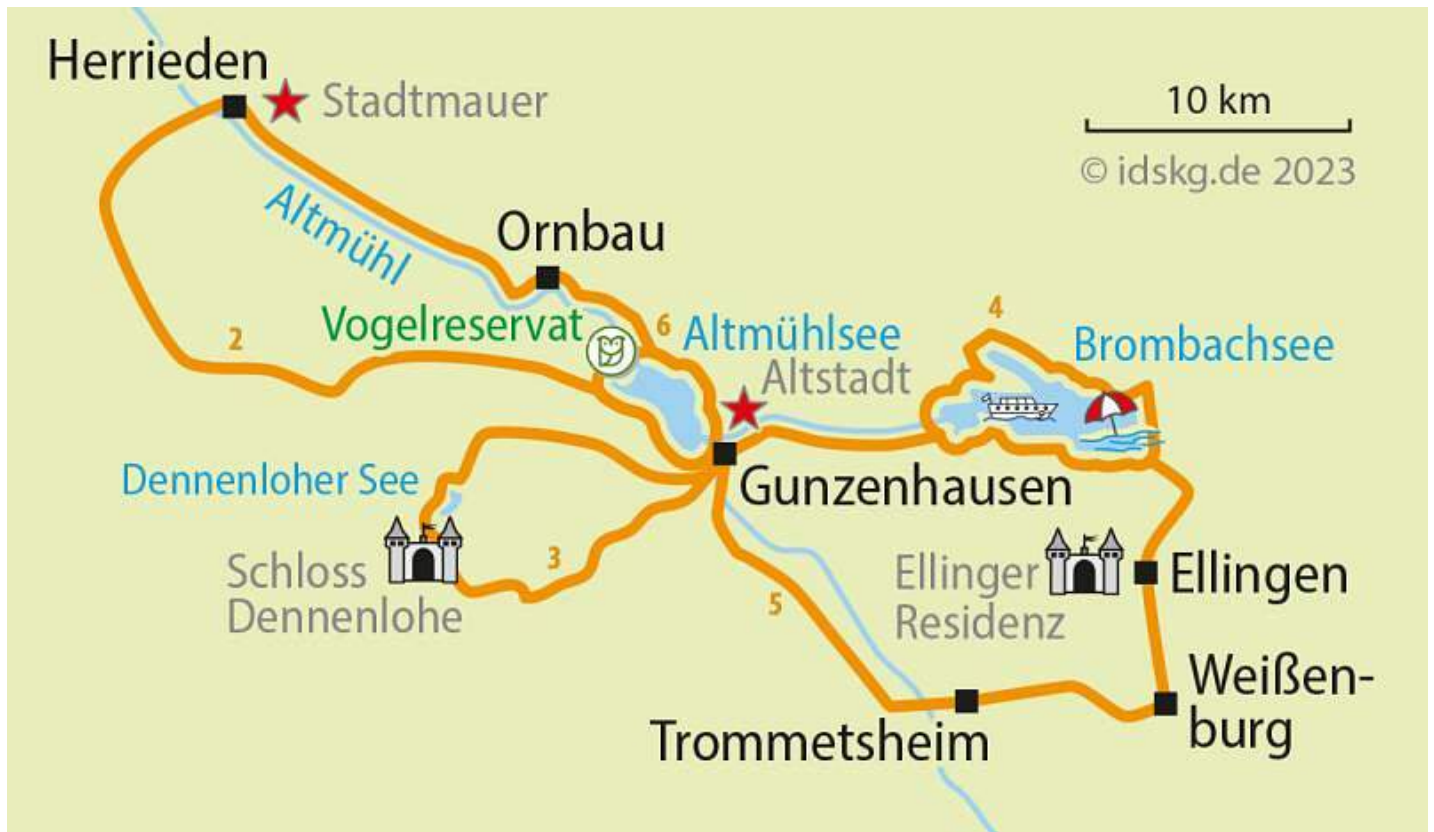 Herrieden
Stadtmauer
10 km
© idskg.de 2023
Altmühl
Ornbau
Vogelreservat
6
Altmühlsee
Altstadt
4
Brombachsee
2
Dennenloher See
Gunzenhausen
Schloss
Dennenlohe
3
5
Ellinger
Residenz
Ellingen
Weißen-
burg
Trommetsheim